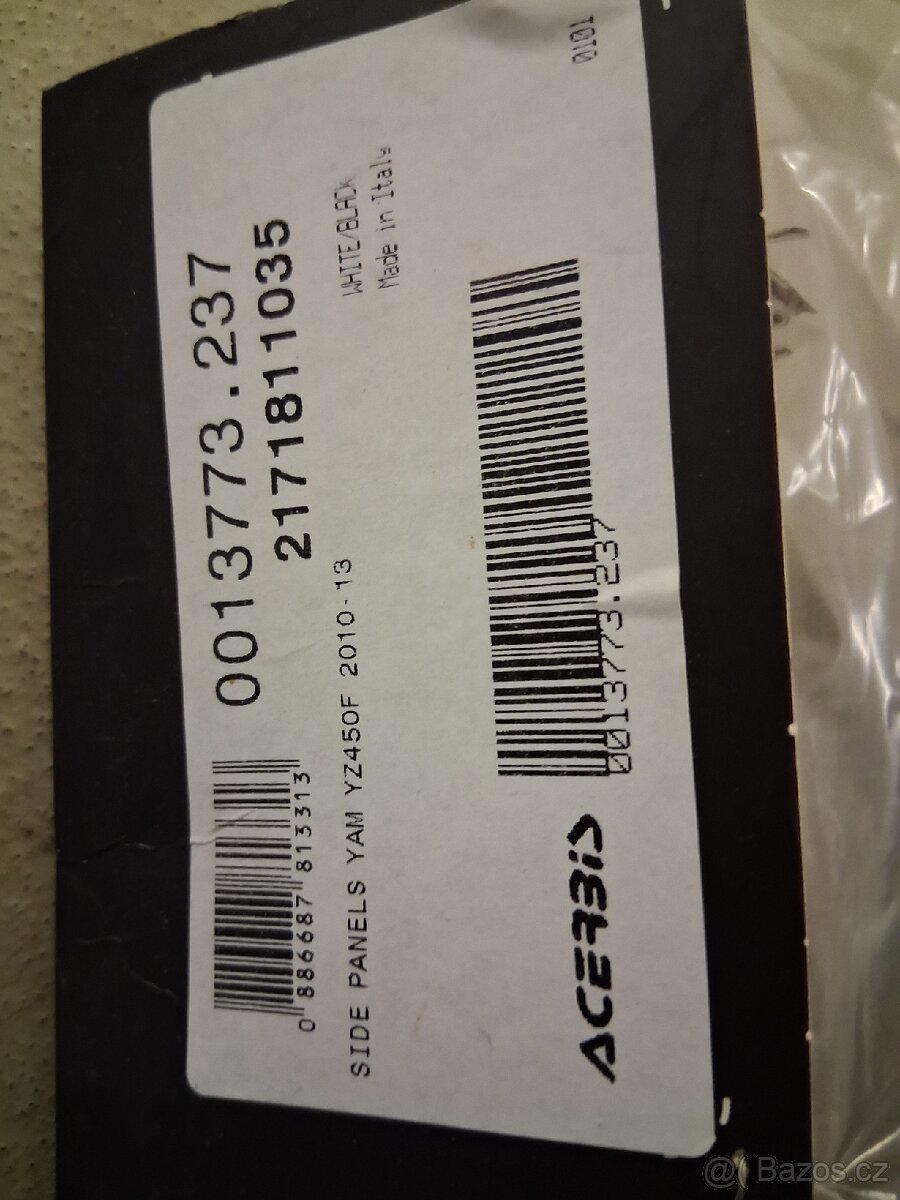 0013773.237
2171811035
0 886687 813313
SIDE PANELS YAM YZ450F 2010-13
WHITE/BLACK
Made in Italy
ACERBIS
0013773.237
0101
@ Bazos.cz